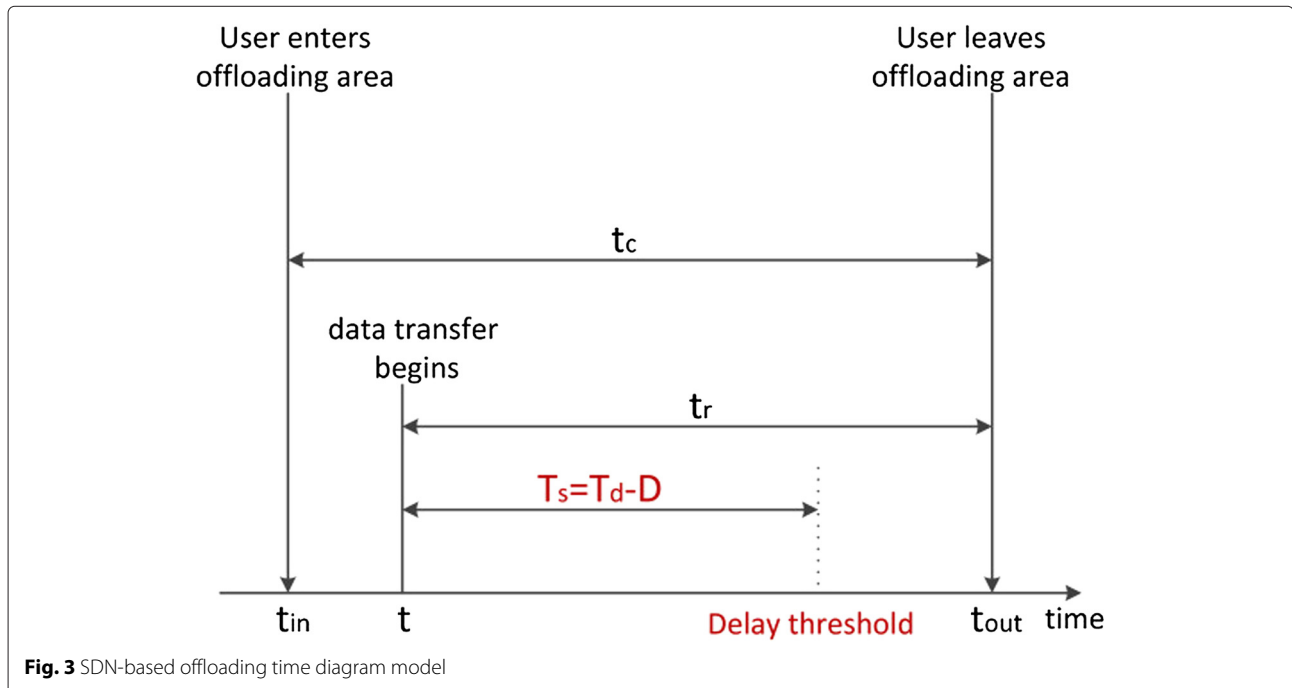 User enters
offloading area
User leaves
offloading area
tc
data transfer
begins
tr
Ts=Td-D
tin
t
Delay threshold
tout
time
Fig. 3 SDN-based offloading time diagram model